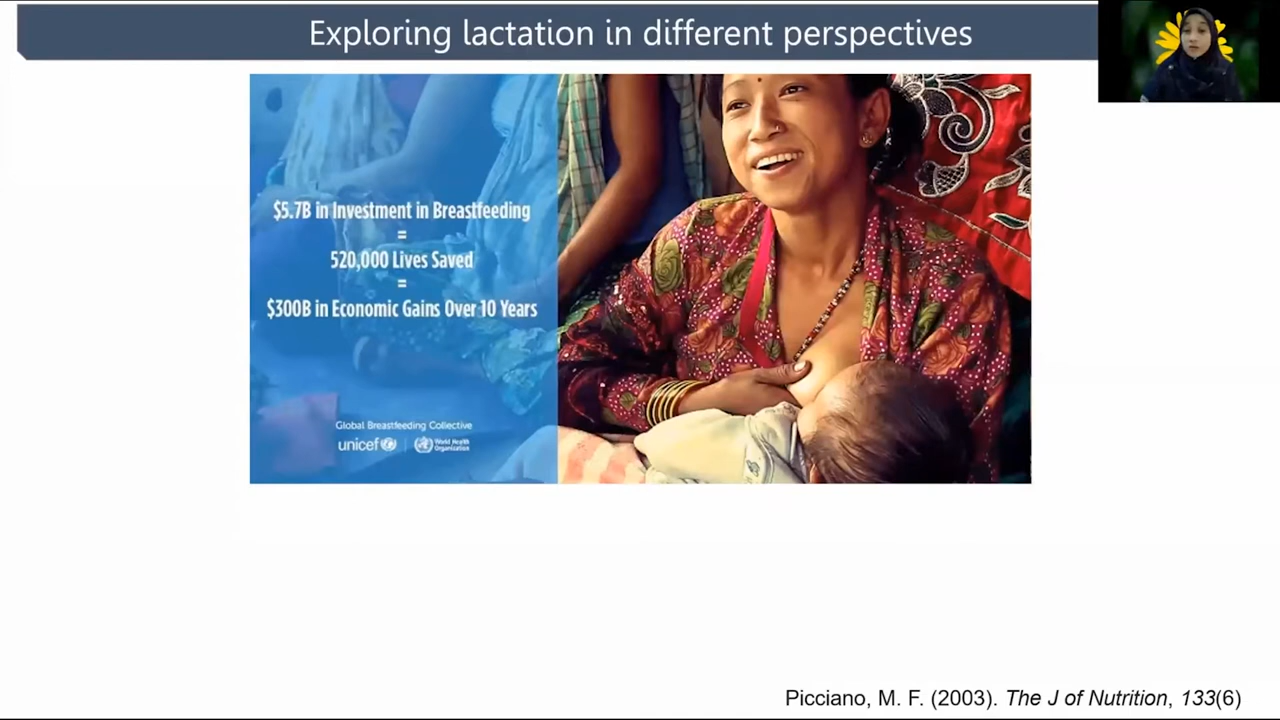 Exploring lactation in different perspectives
$5.7B in Investment in Breastfeeding
=
520,000 Lives Saved
=
$300B in Economic Gains Over 10 Years
Global Breastfeeding Collective
unicef
World Health
Organization
Picciano, M. F. (2003). The J of Nutrition, 133(6)